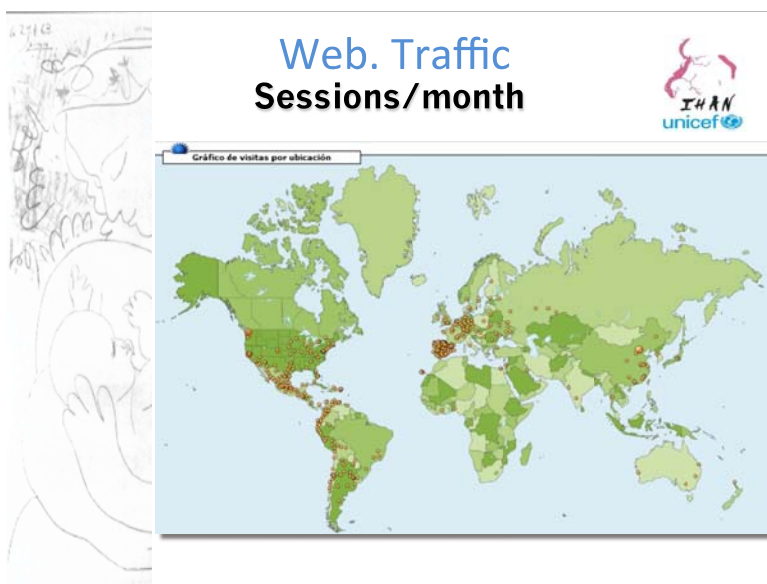 Web. Traffic
Sessions/month
IHAN
unicef
Gráfico de visitas por ubicación